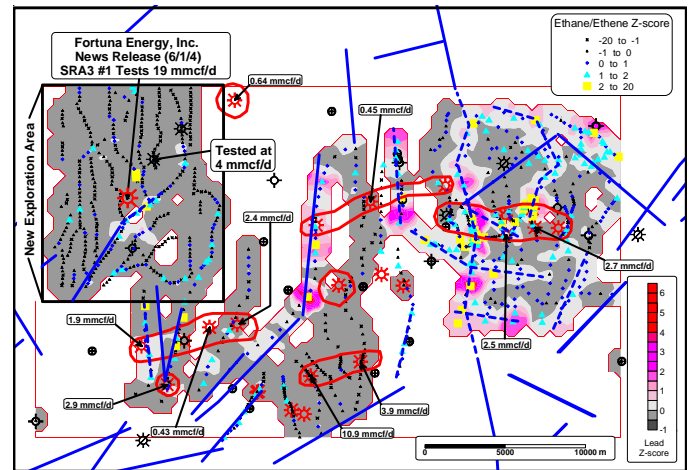 Fortuna Energy, Inc.
News Release (6/1/4)
SRA3 #1 Tests 19 mmcf/d
0.64 mmcf/d
0.45 mmcf/d
Ethane/Ethene Z-score
-20 to -1
-1 to 0
0 to 1
1 to 2
2 to 20
New Exploration Area
Tested at
4 mmcf/d
2.4 mmcf/d
2.7 mmcf/d
1.9 mmcf/d
2.5 mmcf/d
2.9 mmcf/d
0.43 mmcf/d
10.9 mmcf/d
3.9 mmcf/d
0 5000 10000 m
6
5
4
3
2
1
0
-1
Lead
Z-score